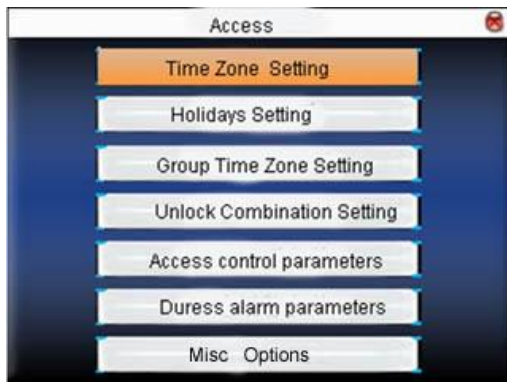 Access
Time Zone Setting
Holidays Setting
Group Time Zone Setting
Unlock Combination Setting
Access control parameters
Duress alarm parameters
Misc Options